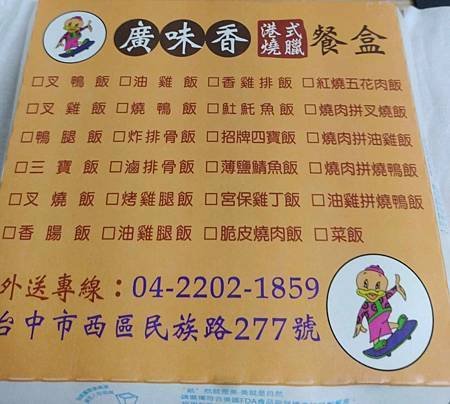 廣味香 港式燒臘 餐盒
□叉鴨飯 □油雞飯 □香雞排飯 □紅燒五花肉飯
□叉雞飯 □燒鴨飯 □魠魠魚飯 □燒肉拼叉燒飯
□鴨腿飯 □炸排骨飯 □招牌四寶飯 □燒肉拼油雞飯
□三寶飯 □滷排骨飯 □薄鹽鯖魚飯 □燒肉拼燒鴨飯
□叉燒飯 □烤雞腿飯 □宮保雞丁飯 □油雞拼燒鴨飯
□香腸飯 □油雞腿飯 □脆皮燒肉飯 □菜飯
外送專線：04-2202-1859
台中市西區民族路277號